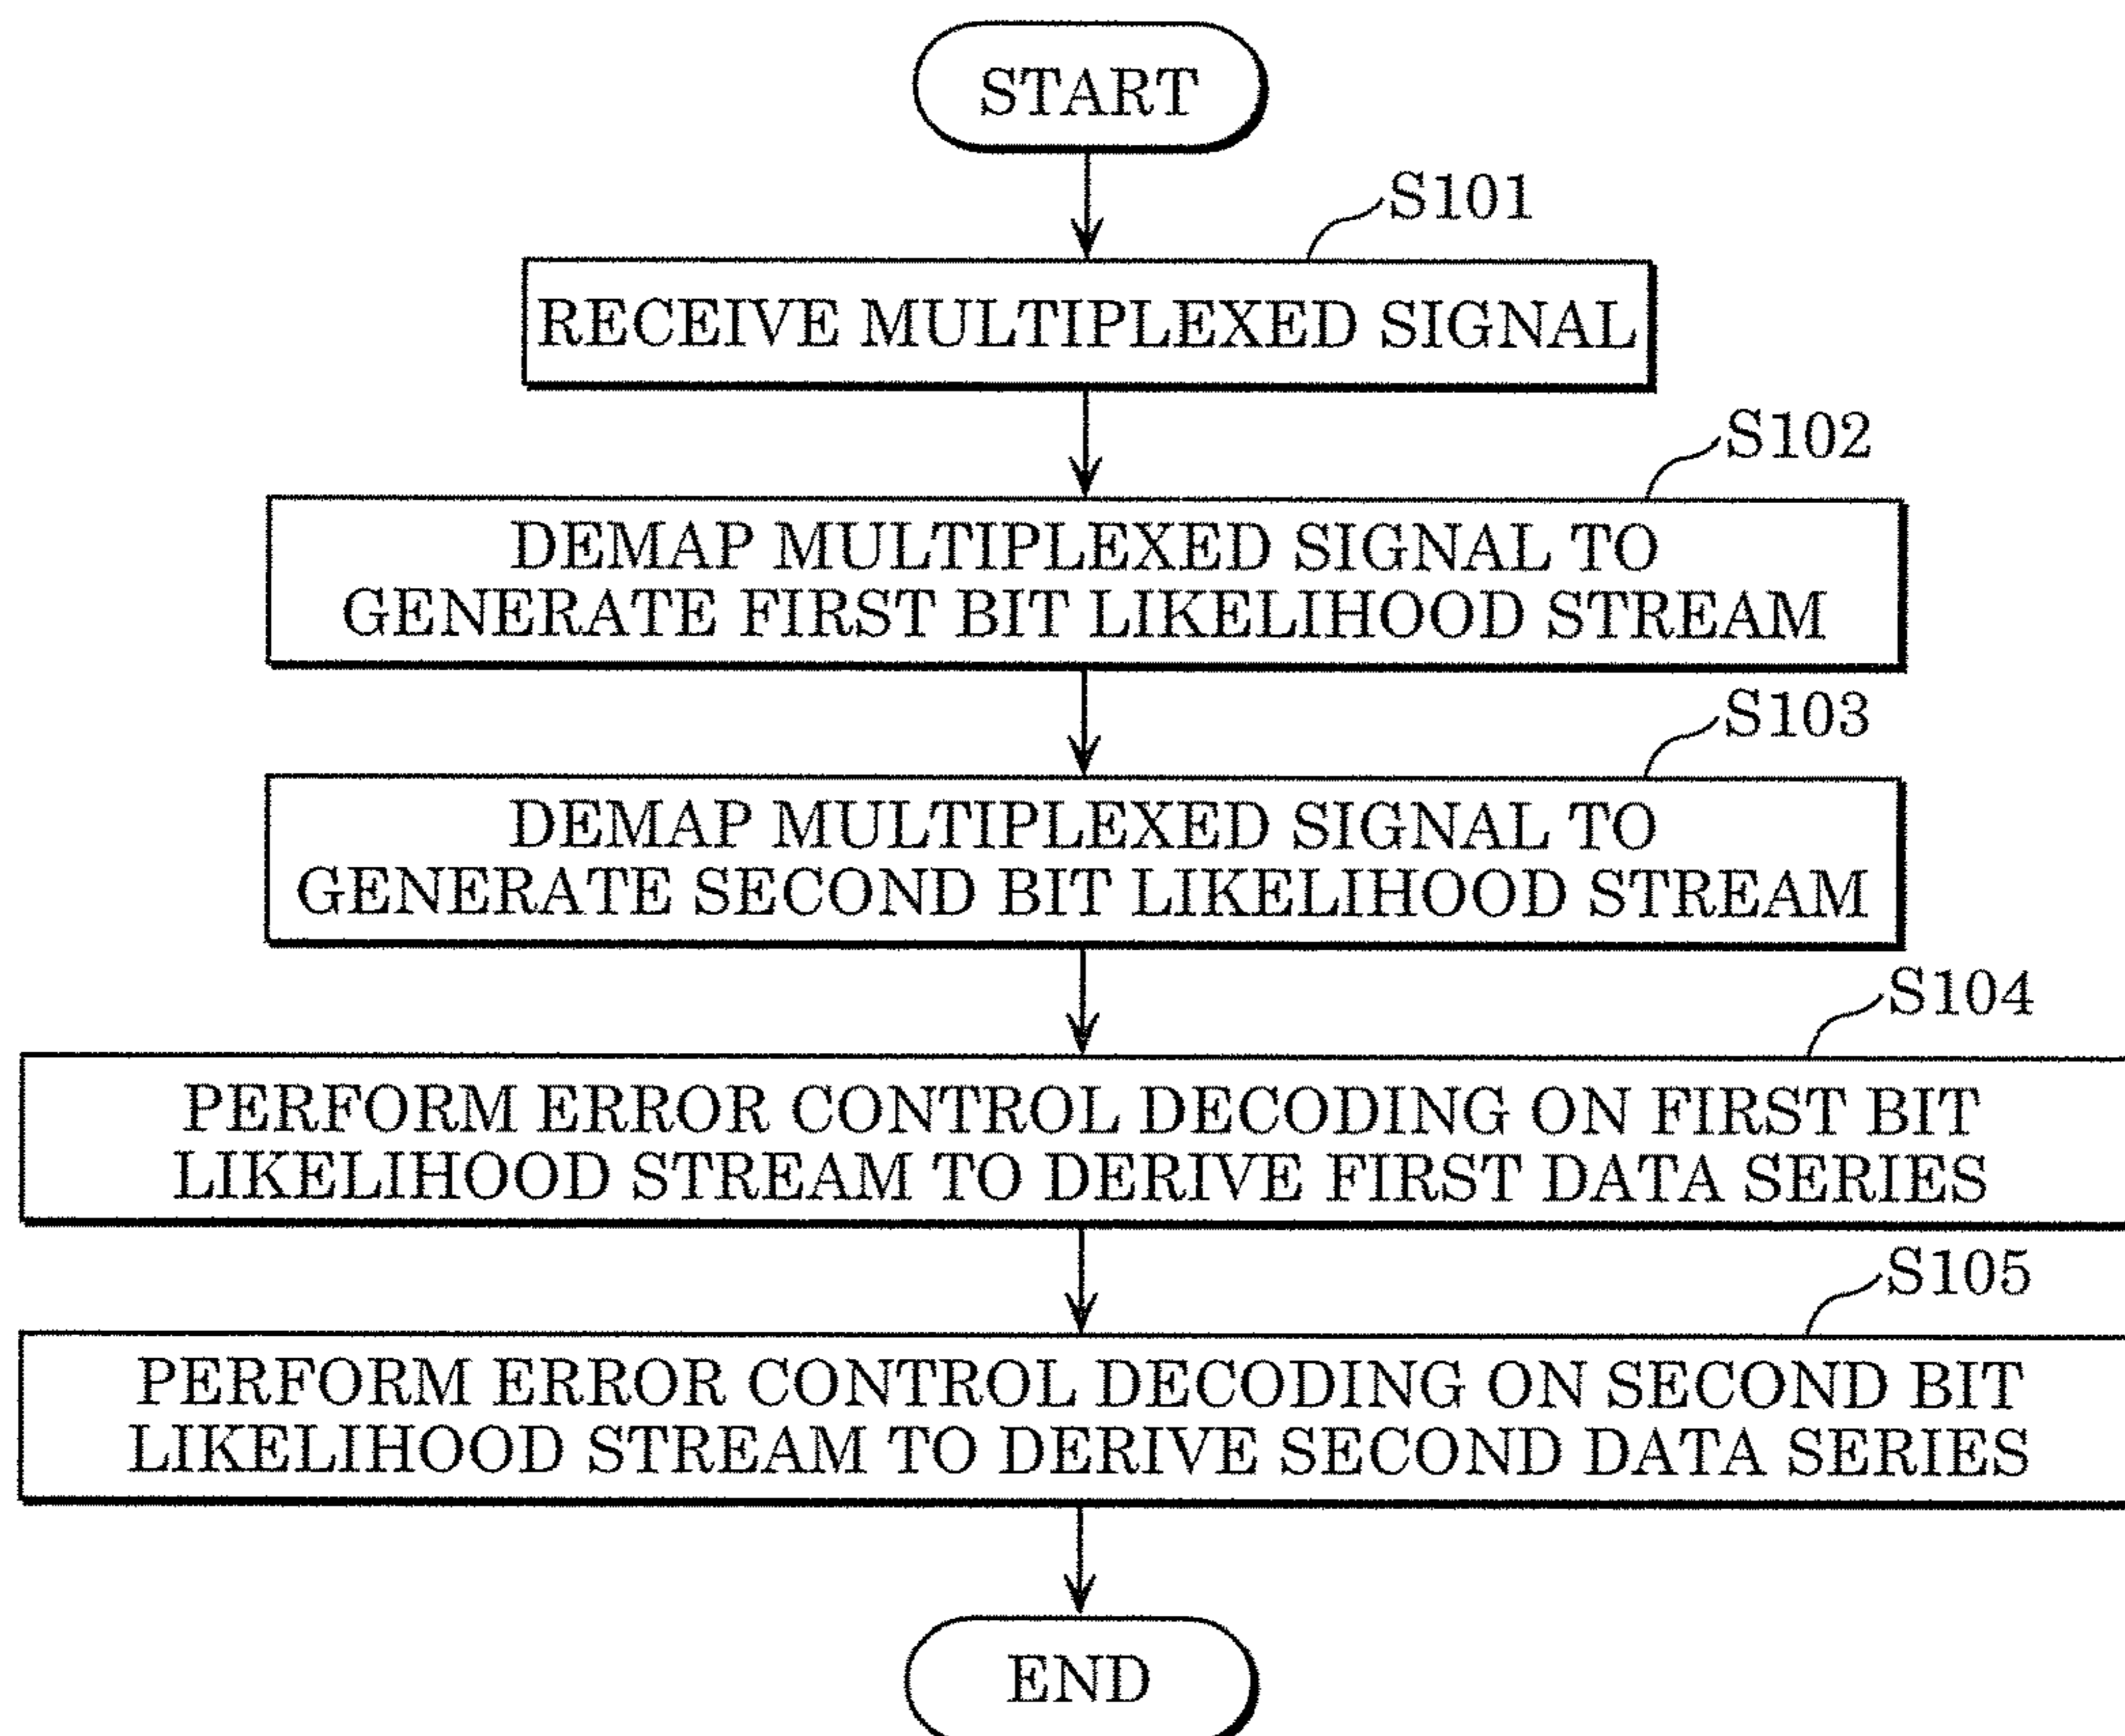 START
S101
RECEIVE MULTIPLEXED SIGNAL
S102
DEMAP MULTIPLEXED SIGNAL TO
GENERATE FIRST BIT LIKELIHOOD STREAM
S103
DEMAP MULTIPLEXED SIGNAL TO
GENERATE SECOND BIT LIKELIHOOD STREAM
S104
PERFORM ERROR CONTROL DECODING ON FIRST BIT
LIKELIHOOD STREAM TO DERIVE FIRST DATA SERIES
S105
PERFORM ERROR CONTROL DECODING ON SECOND BIT
LIKELIHOOD STREAM TO DERIVE SECOND DATA SERIES
END